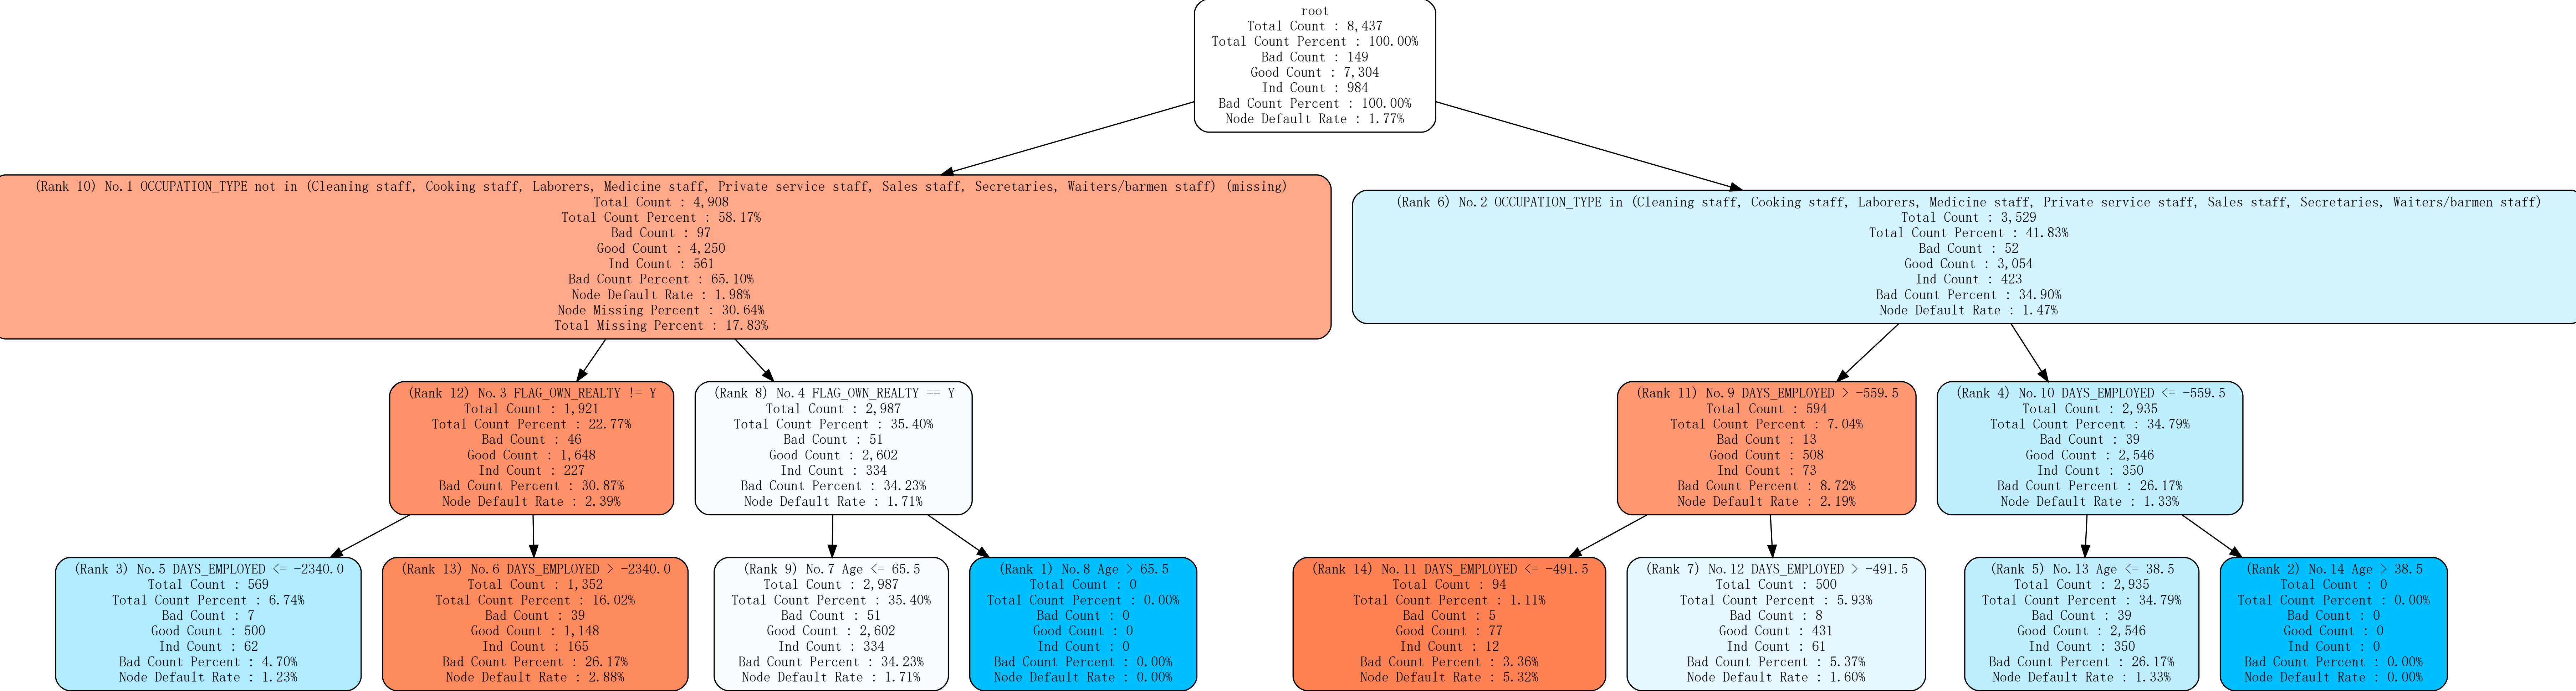 root
Total Count : 8,437
Total Count Percent : 100.00%
Bad Count : 149
Good Count : 7,304
Ind Count : 984
Bad Count Percent : 100.00%
Node Default Rate : 1.77%
(Rank 10) No.1 OCCUPATION_TYPE not in (Cleaning staff, Cooking staff, Laborers, Medicine staff, Private service staff, Sales staff, Secretaries, Waiters/barmen staff) (missing)
Total Count : 4,908
Total Count Percent : 58.17%
Bad Count : 97
Good Count : 4,250
Ind Count : 561
Bad Count Percent : 65.10%
Node Default Rate : 1.98%
Node Missing Percent : 30.64%
Total Missing Percent : 17.83%
(Rank 6) No.2 OCCUPATION_TYPE in (Cleaning staff, Cooking staff, Laborers, Medicine staff, Private service staff, Sales staff, Secretaries, Waiters/barmen staff)
Total Count : 3,529
Total Count Percent : 41.83%
Bad Count : 52
Good Count : 3,054
Ind Count : 423
Bad Count Percent : 34.90%
Node Default Rate : 1.47%
(Rank 12) No.3 FLAG_OWN_REALTY != Y
Total Count : 1,921
Total Count Percent : 22.77%
Bad Count : 46
Good Count : 1,648
Ind Count : 227
Bad Count Percent : 30.87%
Node Default Rate : 2.39%
(Rank 8) No.4 FLAG_OWN_REALTY == Y
Total Count : 2,987
Total Count Percent : 35.40%
Bad Count : 51
Good Count : 2,602
Ind Count : 334
Bad Count Percent : 34.23%
Node Default Rate : 1.71%
(Rank 11) No.9 DAYS_EMPLOYED > -559.5
Total Count : 594
Total Count Percent : 7.04%
Bad Count : 13
Good Count : 508
Ind Count : 73
Bad Count Percent : 8.72%
Node Default Rate : 2.19%
(Rank 4) No.10 DAYS_EMPLOYED <= -559.5
Total Count : 2,935
Total Count Percent : 34.79%
Bad Count : 39
Good Count : 2,546
Ind Count : 350
Bad Count Percent : 26.17%
Node Default Rate : 1.33%
(Rank 3) No.5 DAYS_EMPLOYED <= -2340.0
Total Count : 569
Total Count Percent : 6.74%
Bad Count : 7
Good Count : 500
Ind Count : 62
Bad Count Percent : 4.70%
Node Default Rate : 1.23%
(Rank 13) No.6 DAYS_EMPLOYED > -2340.0
Total Count : 1,352
Total Count Percent : 16.02%
Bad Count : 39
Good Count : 1,148
Ind Count : 165
Bad Count Percent : 26.17%
Node Default Rate : 2.88%
(Rank 9) No.7 Age <= 65.5
Total Count : 2,987
Total Count Percent : 35.40%
Bad Count : 51
Good Count : 2,602
Ind Count : 334
Bad Count Percent : 34.23%
Node Default Rate : 1.71%
(Rank 1) No.8 Age > 65.5
Total Count : 0
Total Count Percent : 0.00%
Bad Count : 0
Good Count : 0
Ind Count : 0
Bad Count Percent : 0.00%
Node Default Rate : 0.00%
(Rank 14) No.11 DAYS_EMPLOYED <= -491.5
Total Count : 94
Total Count Percent : 1.11%
Bad Count : 5
Good Count : 77
Ind Count : 12
Bad Count Percent : 3.36%
Node Default Rate : 5.32%
(Rank 7) No.12 DAYS_EMPLOYED > -491.5
Total Count : 500
Total Count Percent : 5.93%
Bad Count : 8
Good Count : 431
Ind Count : 61
Bad Count Percent : 5.37%
Node Default Rate : 1.60%
(Rank 5) No.13 Age <= 38.5
Total Count : 2,935
Total Count Percent : 34.79%
Bad Count : 39
Good Count : 2,546
Ind Count : 350
Bad Count Percent : 26.17%
Node Default Rate : 1.33%
(Rank 2) No.14 Age > 38.5
Total Count : 0
Total Count Percent : 0.00%
Bad Count : 0
Good Count : 0
Ind Count : 0
Bad Count Percent : 0.00%
Node Default Rate : 0.00%